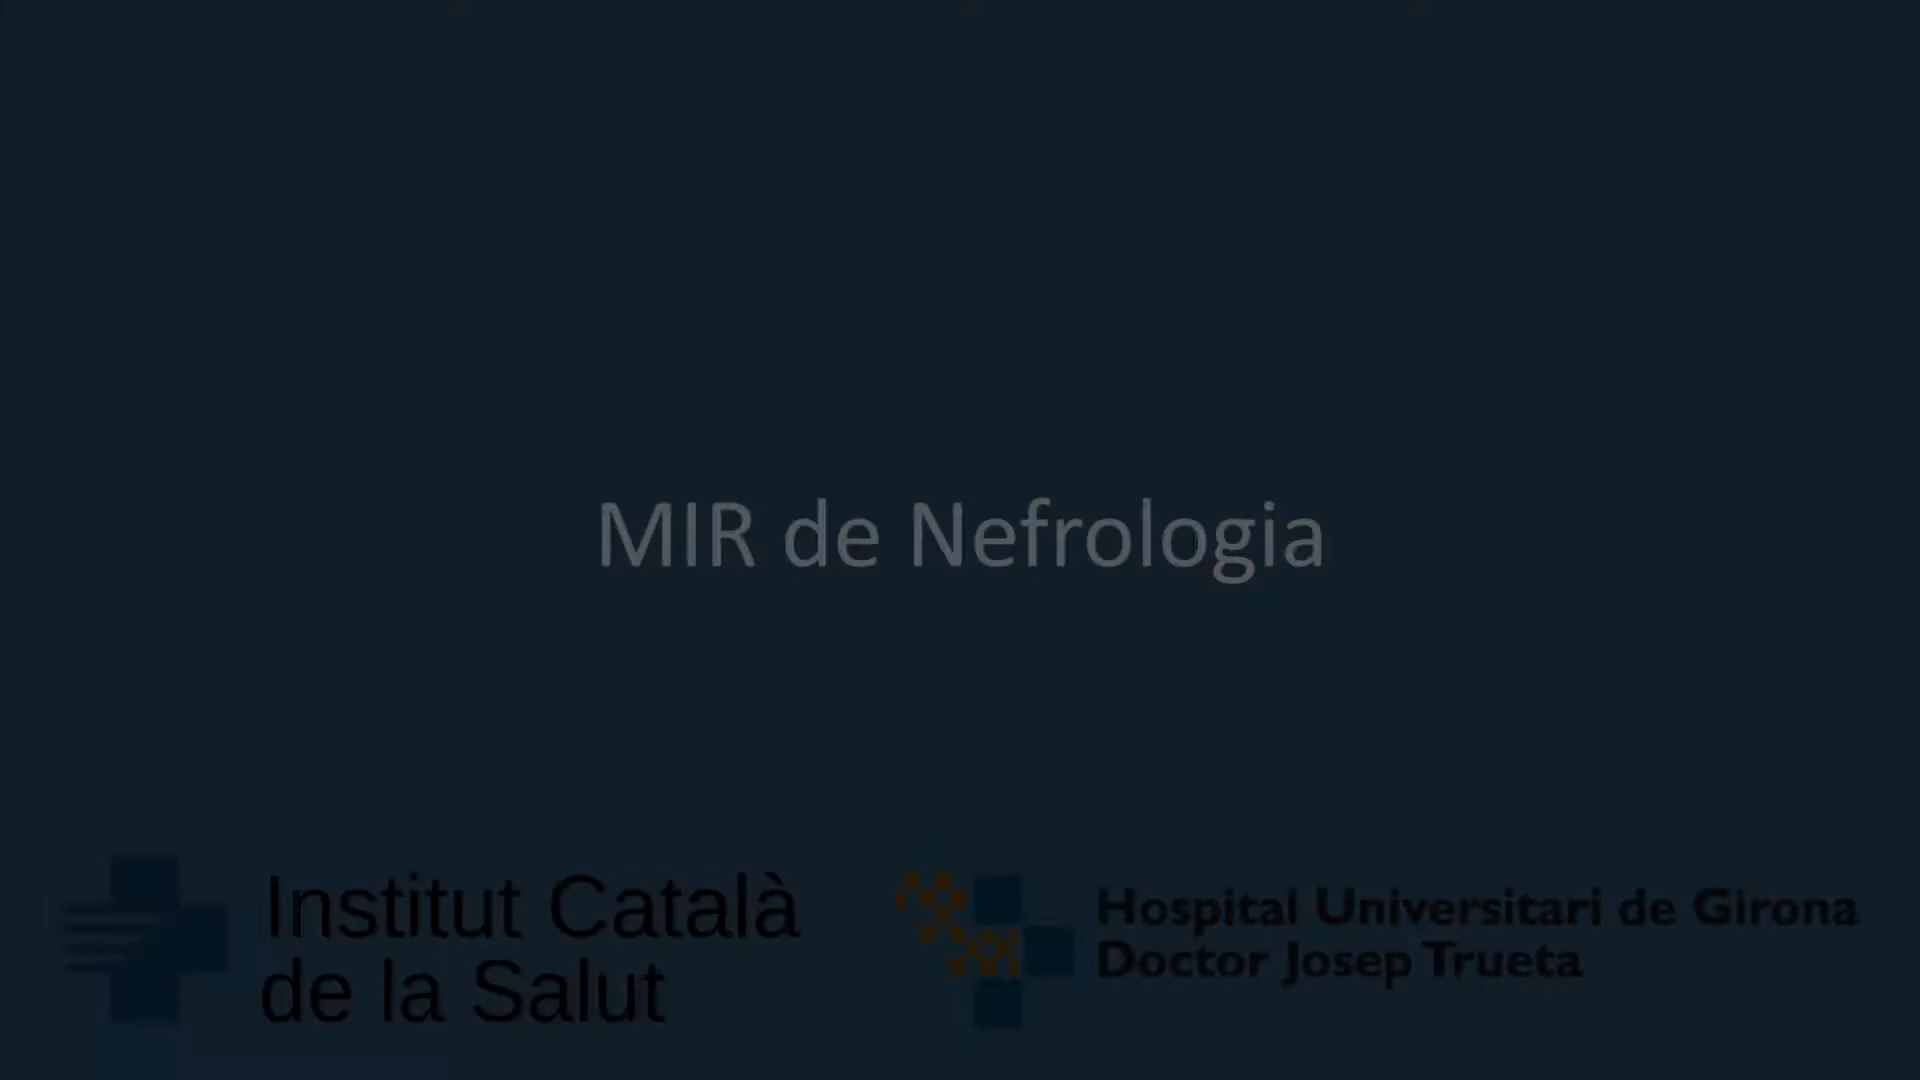 MIR de Nefrologia
Institut Català
de la Salut
Hospital Universitari de Girona
Doctor Josep Trueta